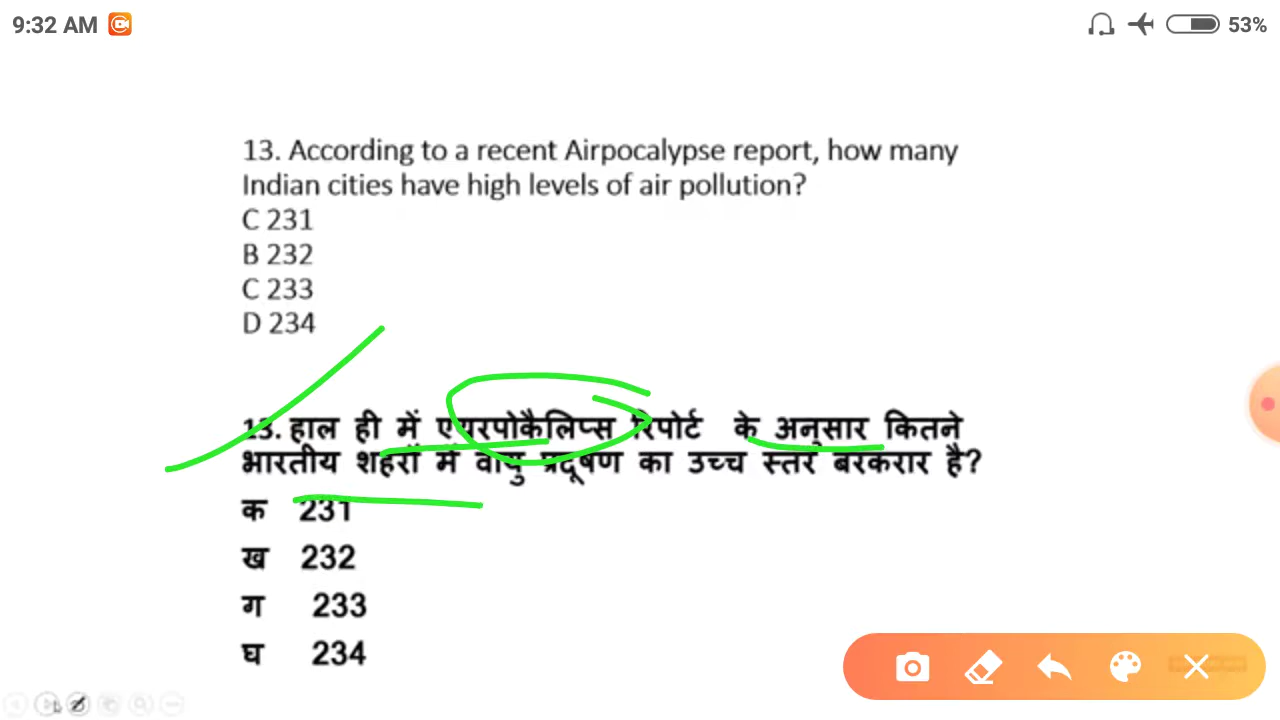 9:32 AM
53%
13. According to a recent Airpocalypse report, how many
Indian cities have high levels of air pollution?
C 231
B 232
C 233
D 234
13. हाल ही में एयरपोकैलिप्स रिपोर्ट के अनुसार कितने
भारतीय शहरों में वायु प्रदूषण का उच्च स्तर बरकरार है?
क 231
ख 232
ग 233
घ 234